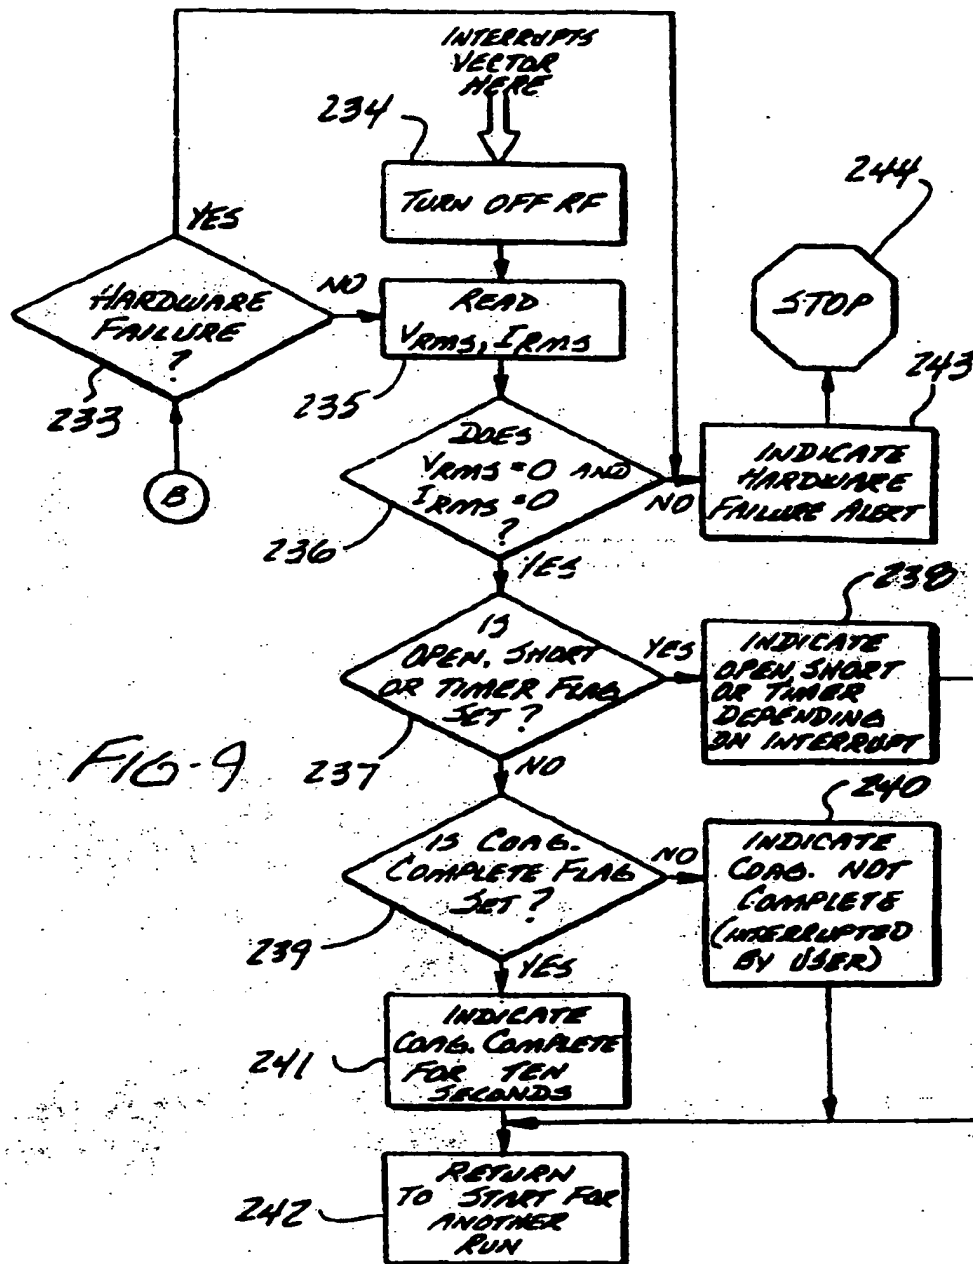 INTERRUPTS
VECTOR
HERE
234
TURN OFF RF
244
STOP
YES
HARDWARE
FAILURE
?
233
NO
READ
VRMS, IRMS
235
B
DOES
VRMS = 0 AND
IRMS = 0
?
236
NO
243
INDICATE
HARDWARE
FAILURE ALERT
YES
IS
OPEN, SHORT
OR TIMER FLAG
SET ?
237
YES
238
INDICATE
OPEN, SHORT
OR TIMER
DEPENDING
ON INTERRUPT
FIG-9
NO
IS COAG.
COMPLETE FLAG
SET ?
239
NO
240
INDICATE
COAG. NOT
COMPLETE
(INTERRUPTED
BY USER)
YES
INDICATE
COAG. COMPLETE
FOR TEN
SECONDS
241
RETURN
TO START FOR
ANOTHER
RUN
242